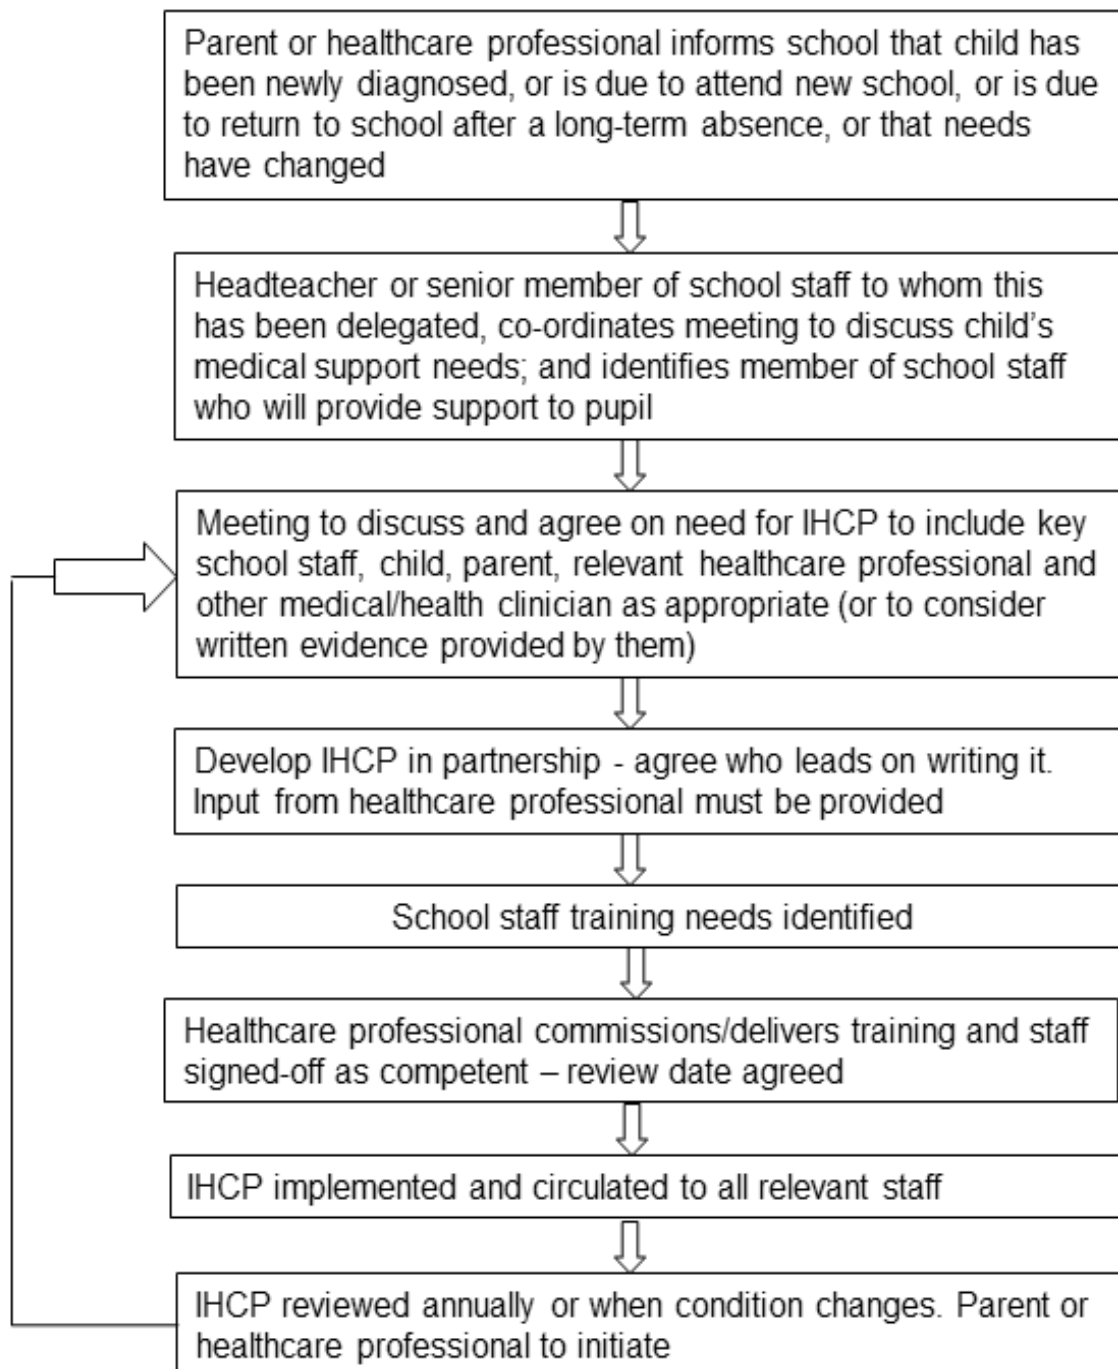 Parent or healthcare professional informs school that child has
been newly diagnosed, or is due to attend new school, or is due
to return to school after a long-term absence, or that needs
have changed
Headteacher or senior member of school staff to whom this
has been delegated, co-ordinates meeting to discuss child’s
medical support needs; and identifies member of school staff
who will provide support to pupil
Meeting to discuss and agree on need for IHCP to include key
school staff, child, parent, relevant healthcare professional and
other medical/health clinician as appropriate (or to consider
written evidence provided by them)
Develop IHCP in partnership - agree who leads on writing it.
Input from healthcare professional must be provided
School staff training needs identified
Healthcare professional commissions/delivers training and staff
signed-off as competent – review date agreed
IHCP implemented and circulated to all relevant staff
IHCP reviewed annually or when condition changes. Parent or
healthcare professional to initiate